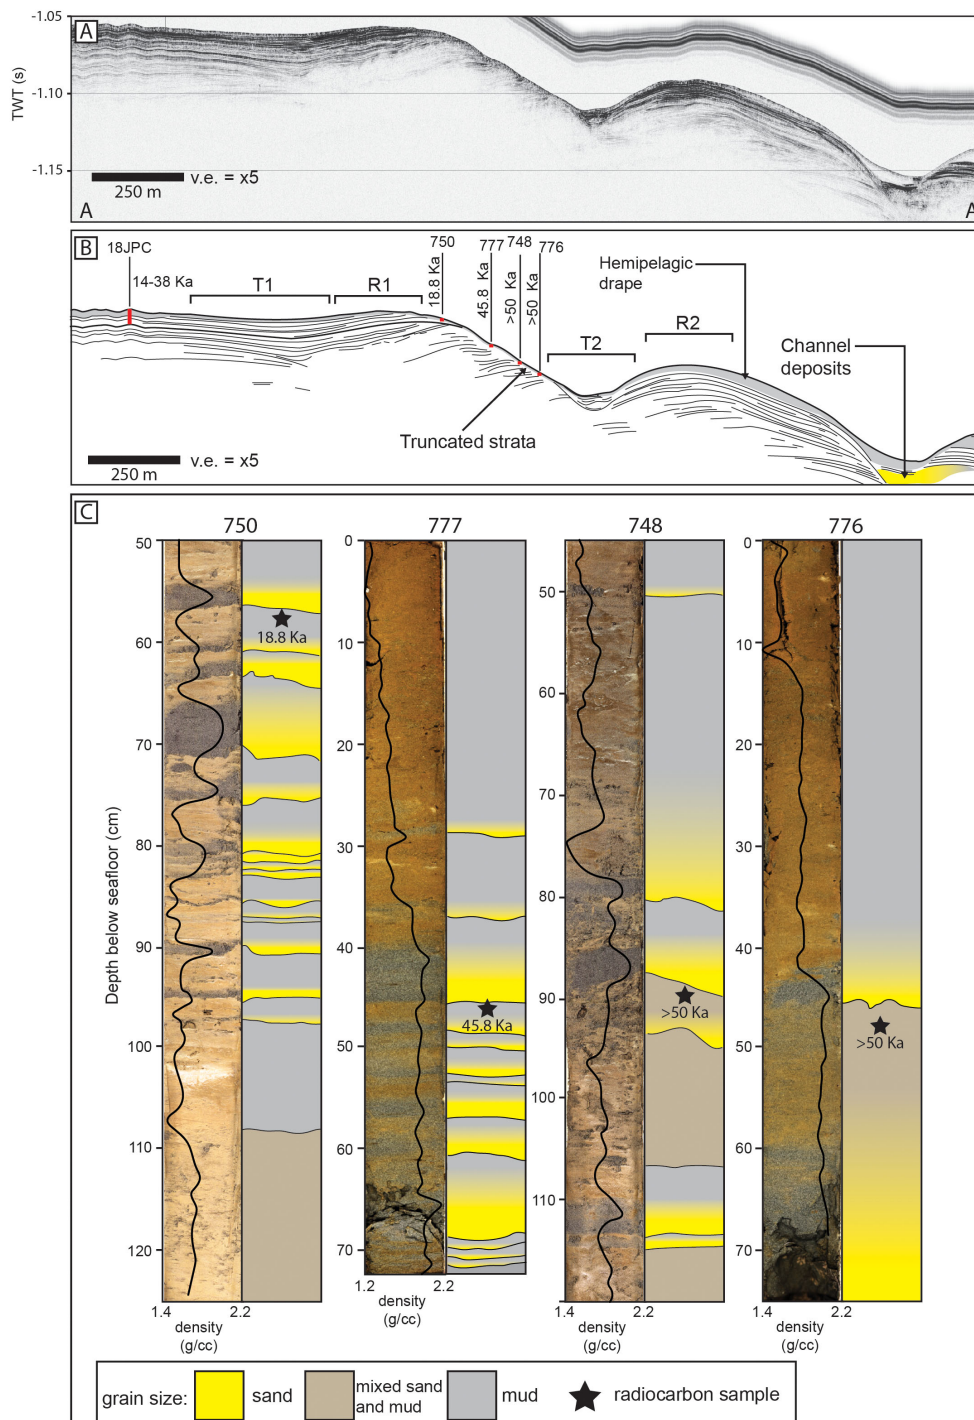 A
-1.05
-1.10
-1.15
TWT (s)
250 m
v.e. = x5
A
A
B
18JPC
14-38 Ka
T1
R1
750
18.8 Ka
777
45.8 Ka
748
>50 Ka
776
>50 Ka
T2
R2
Hemipelagic
drape
Channel
deposits
Truncated strata
250 m
v.e. = x5
C
750
777
748
776
Depth below seafloor (cm)
50
60
70
80
90
100
110
120
18.8 Ka
1.4
2.2
density
(g/cc)
0
10
20
30
40
50
60
70
45.8 Ka
1.2
2.2
density
(g/cc)
50
60
70
80
90
100
110
>50 Ka
1.4
2.2
density
(g/cc)
0
10
20
30
40
50
60
70
>50 Ka
1.4
2.2
density
(g/cc)
grain size:
sand
mixed sand
and mud
mud
radiocarbon sample